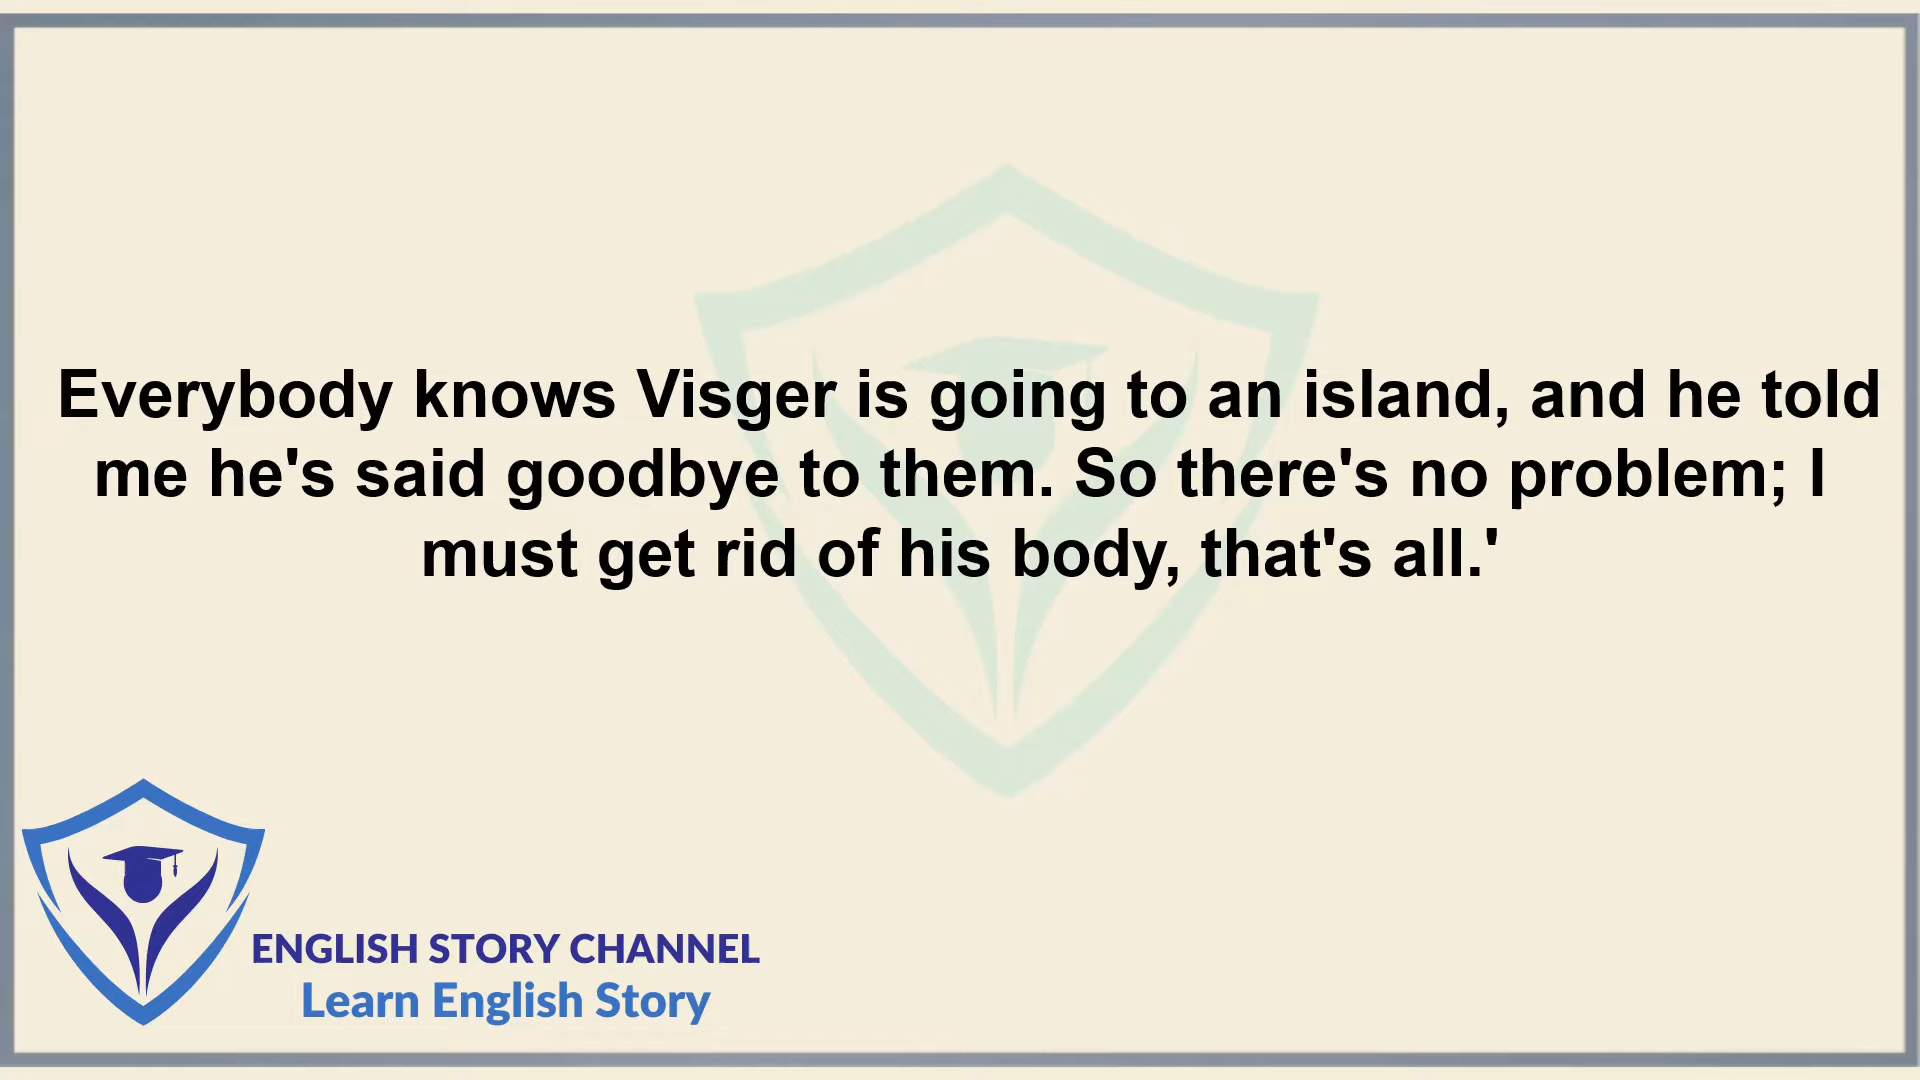 Everybody knows Visger is going to an island, and he told
me he's said goodbye to them. So there's no problem; I
must get rid of his body, that's all.'
ENGLISH STORY CHANNEL
Learn English Story